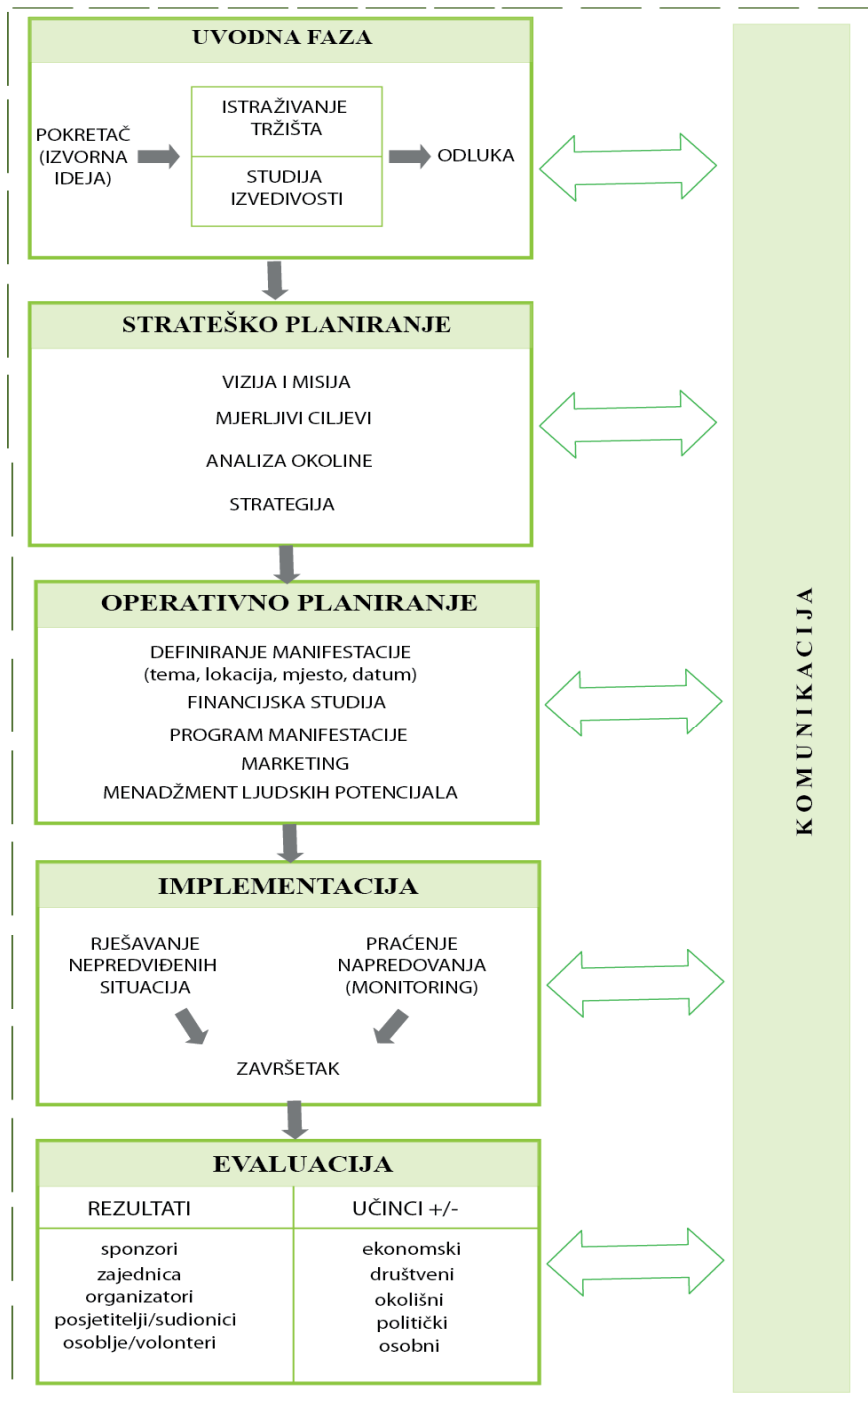 UVODNA FAZA
POKRETAČ
(IZVORNA
IDEJA)
ISTRAŽIVANJE
TRŽIŠTA
STUDIJA
IZVEDIVOSTI
ODLUKA
STRATEŠKO PLANIRANJE
VIZIJA I MISIJA
MJERLJIVI CILJEVI
ANALIZA OKOLINE
STRATEGIJA
OPERATIVNO PLANIRANJE
DEFINIRANJE MANIFESTACIJE
(tema, lokacija, mjesto, datum)
FINANCIJSKA STUDIJA
PROGRAM MANIFESTACIJE
MARKETING
MENADŽMENT LJUDSKIH POTENCIJALA
IMPLEMENTACIJA
RJEŠAVANJE
NEPREDVIĐENIH
SITUACIJA
PRAĆENJE
NAPREDOVANJA
(MONITORING)
ZAVRŠETAK
EVALUACIJA
REZULTATI
sponzori
zajednica
organizatori
posjetitelji/sudionici
osoblje/volonteri
UČINCI +/-
ekonomski
društveni
okolišni
politički
osobni
KOMUNIKACIJA